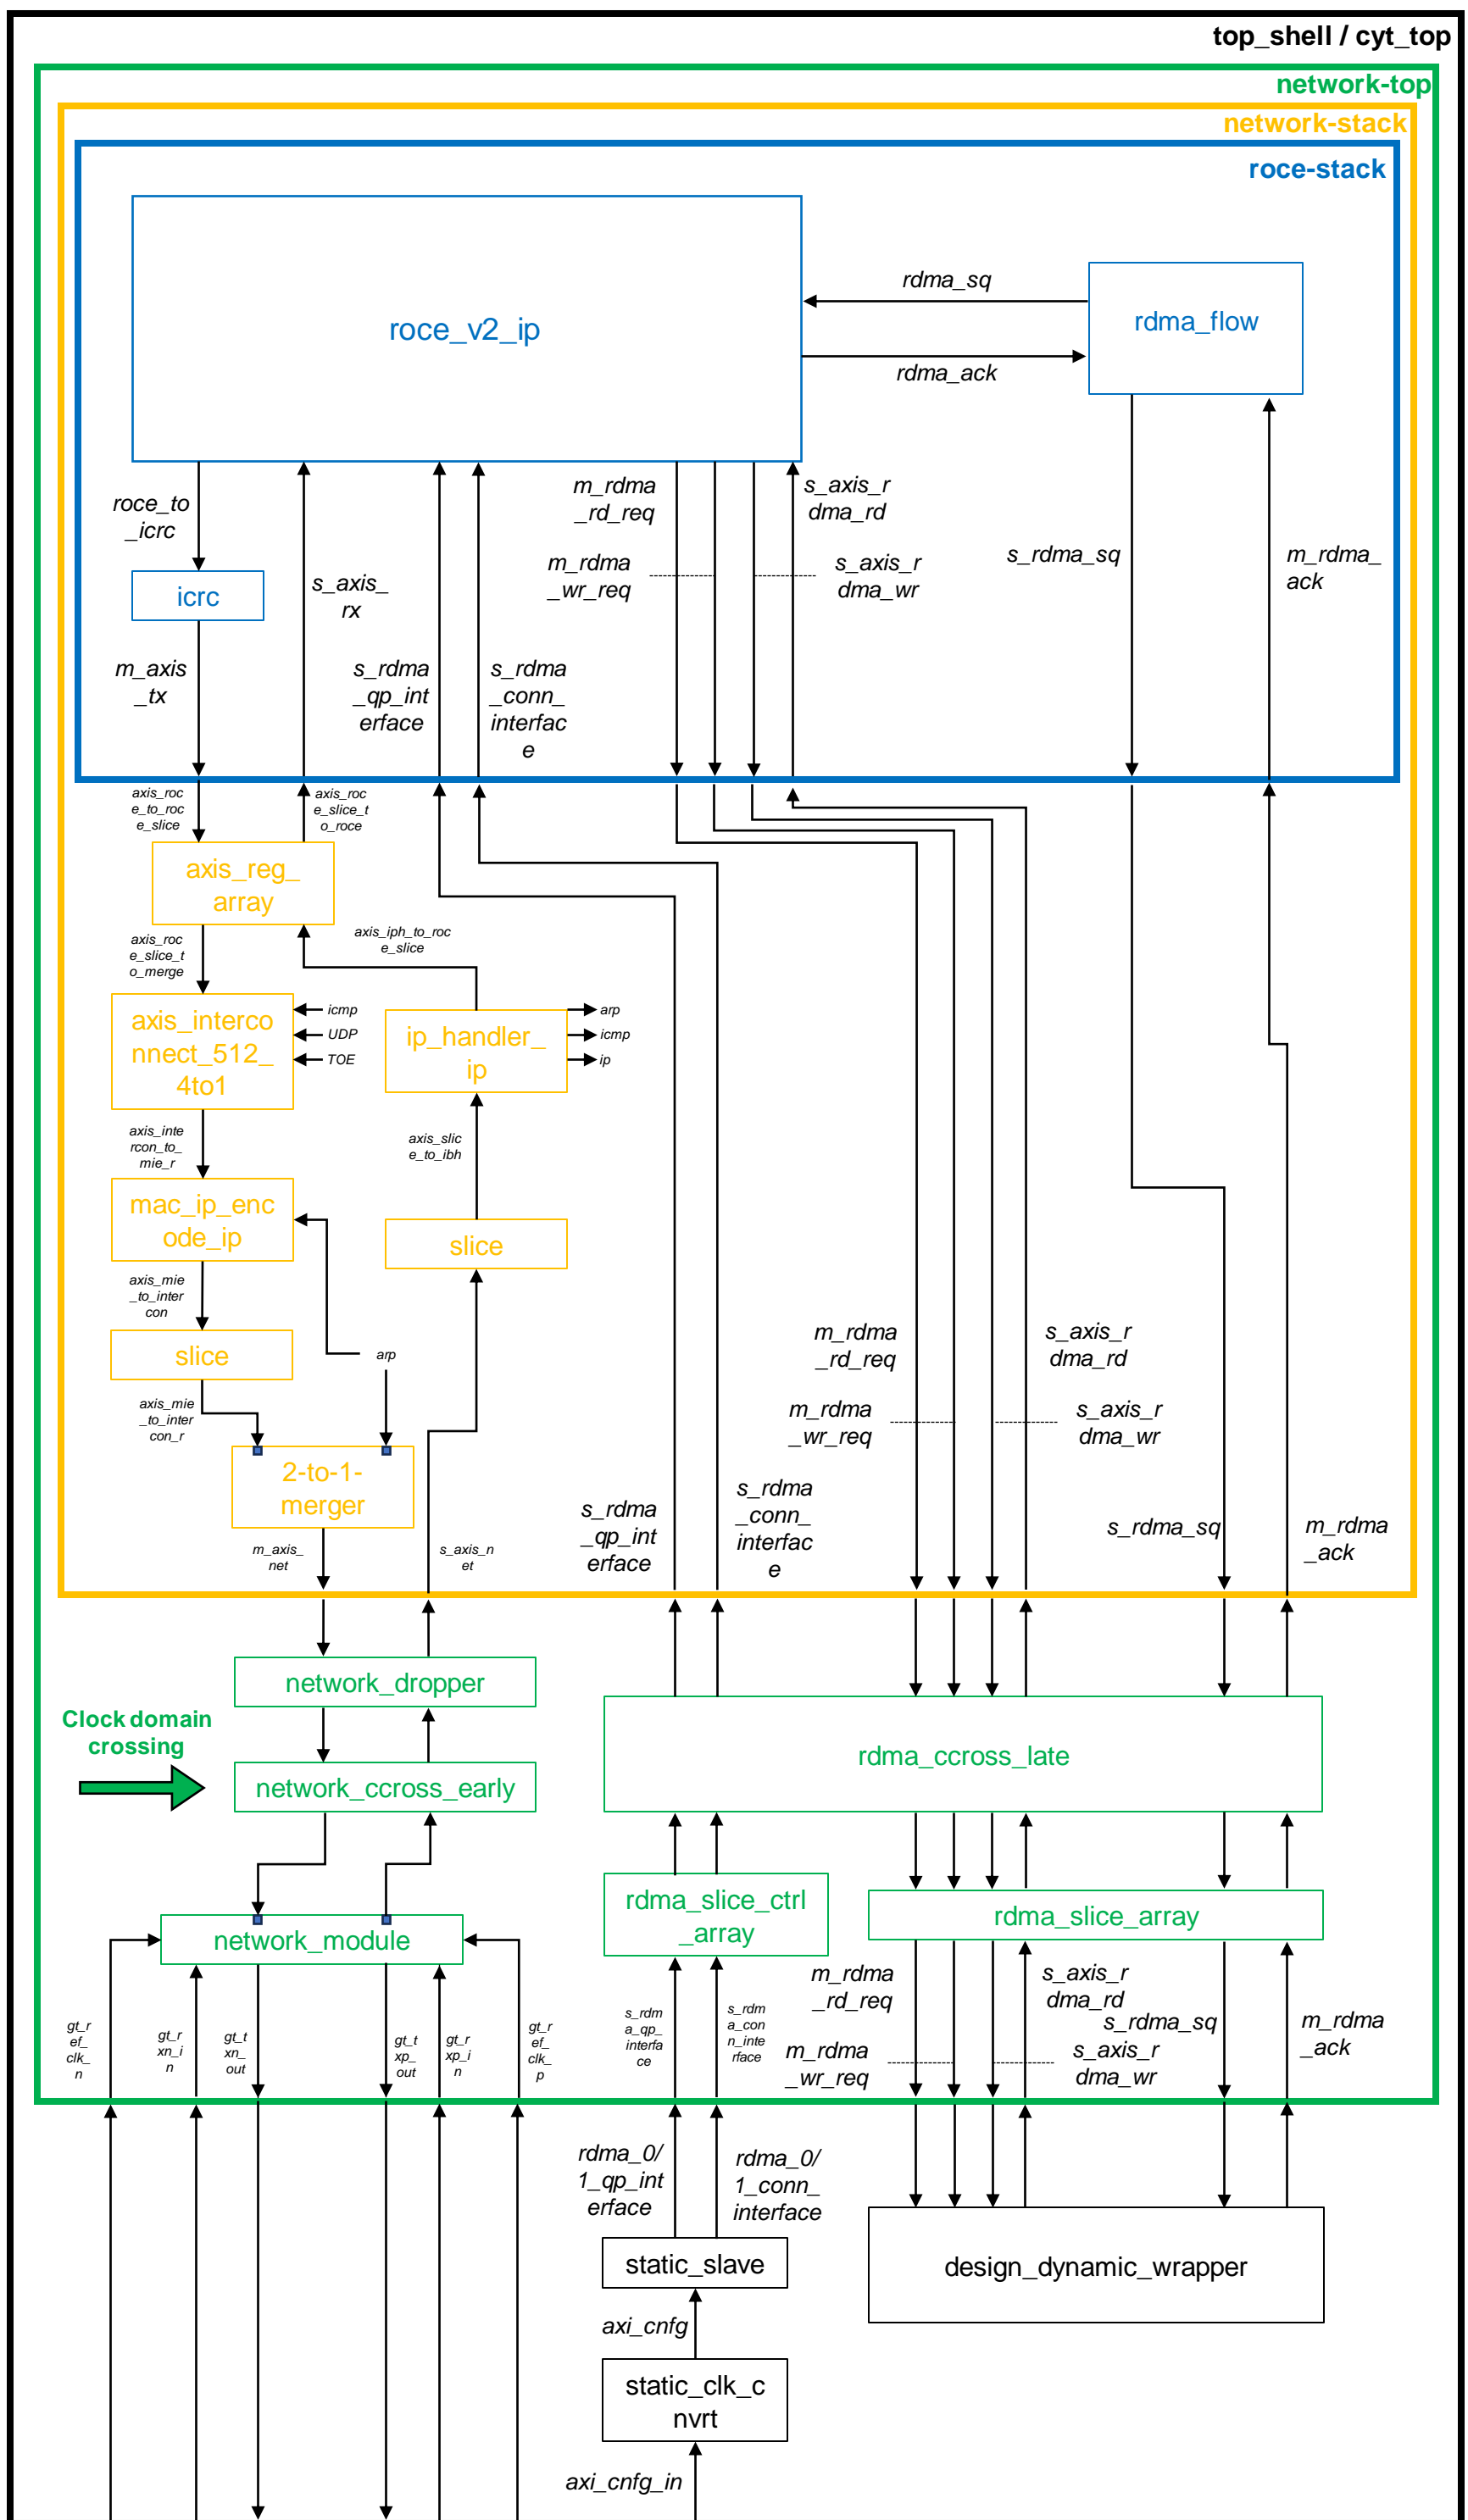 top_shell / cyt_top
network-top
network-stack
roce-stack
roce_v2_ip
rdma_sq
rdma_ack
rdma_flow
roce_to
_icrc
icrc
m_axis
_tx
s_axis_
rx
s_rdma
_qp_int
erface
s_rdma
_conn_
interfac
e
m_rdma
_rd_req
m_rdma
_wr_req
s_axis_r
dma_rd
s_axis_r
dma_wr
s_rdma_sq
m_rdma_
ack
axis_roc
e_to_roc
e_slice
axis_roc
e_slice_t
o_roce
axis_reg_
array
axis_roc
e_slice_t
o_merge
axis_iph_to_roc
e_slice
axis_interco
nnect_512_
4to1
icmp
UDP
TOE
ip_handler_
ip
arp
icmp
ip
axis_inte
rcon_to_
mie_r
axis_slic
e_to_ibh
mac_ip_enc
ode_ip
slice
axis_mie
_to_inter
con
slice
arp
axis_mie
_to_inter
con_r
2-to-1-
merger
m_axis_
net
s_axis_n
et
s_rdma
_qp_int
erface
s_rdma
_conn_
interfac
e
m_rdma
_rd_req
m_rdma
_wr_req
s_axis_r
dma_rd
s_axis_r
dma_wr
s_rdma_sq
m_rdma
_ack
network_dropper
Clock domain
crossing
network_ccross_early
rdma_ccross_late
network_module
rdma_slice_ctrl
_array
rdma_slice_array
gt_r
ef_
clk_
n
gt_r
xn_i
n
gt_t
xn_
out
gt_t
xp_
out
gt_r
xp_i
n
gt_r
ef_
clk_
p
s_rdm
a_qp_
interfa
ce
s_rdm
a_con
n_inte
rface
m_rdma
_rd_req
m_rdma
_wr_req
s_axis_r
dma_rd
s_rdma_sq
s_axis_r
dma_wr
m_rdma
_ack
rdma_0/
1_qp_int
erface
rdma_0/
1_conn_
interface
static_slave
design_dynamic_wrapper
axi_cnfg
static_clk_c
nvrt
axi_cnfg_in